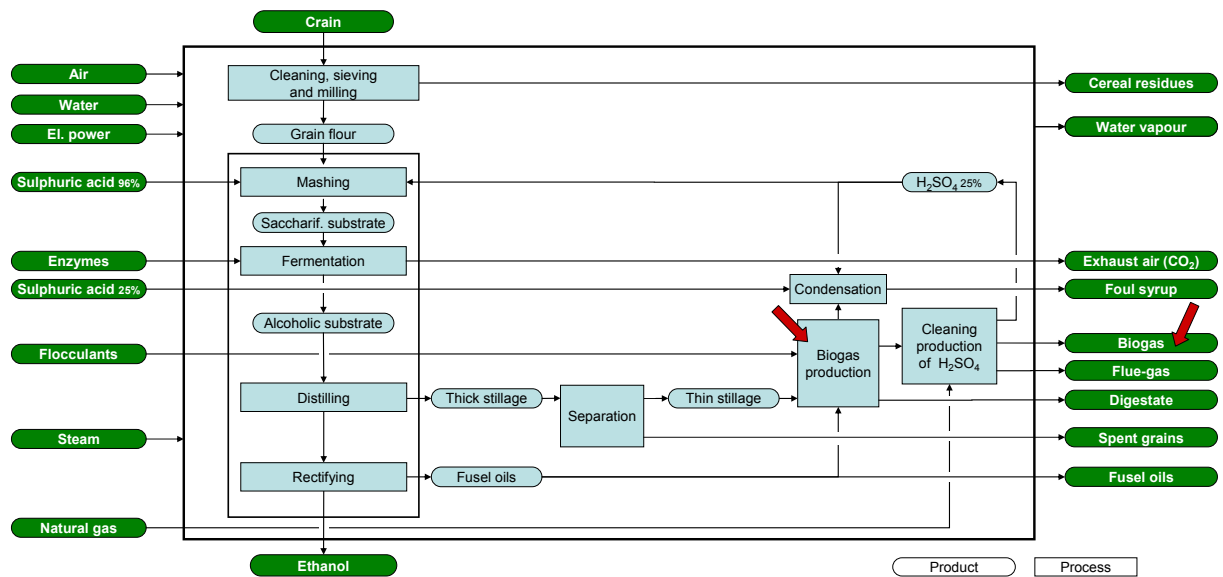 Crain
Air
Cleaning, sieving
and milling
Cereal residues
Water
Water vapour
El. power
Grain flour
Sulphuric acid 96%
Mashing
H₂SO₄ 25%
Saccharif. substrate
Enzymes
Fermentation
Exhaust air (CO₂)
Sulphuric acid 25%
Condensation
Foul syrup
Alcoholic substrate
Cleaning
production
of H₂SO₄
Biogas
Flocculants
Biogas
production
Flue-gas
Distilling
Thick stillage
Separation
Thin stillage
Digestate
Steam
Spent grains
Rectifying
Fusel oils
Fusel oils
Natural gas
Ethanol
Product
Process